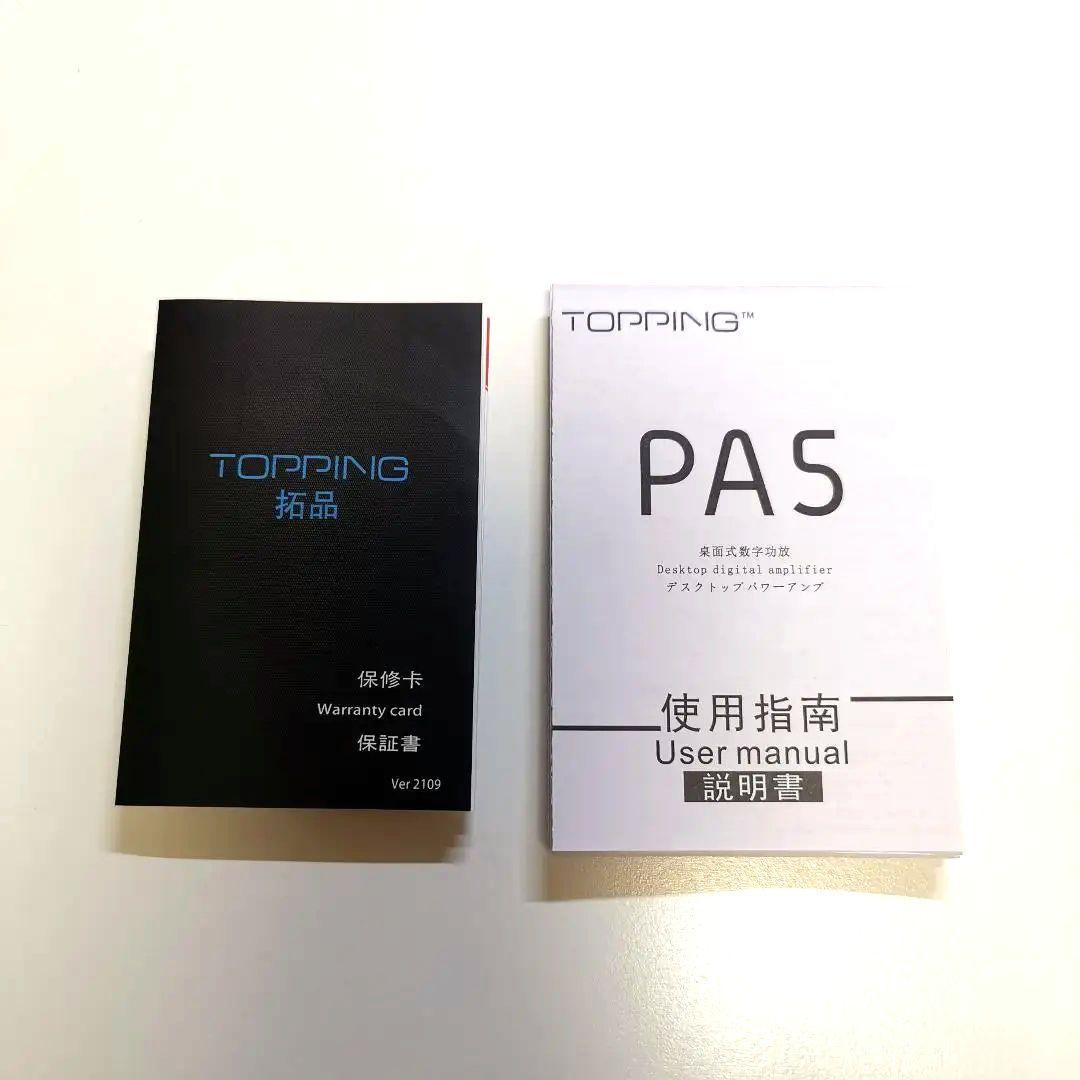 TOPPING
拓品
保修卡
Warranty card
保証書
Ver 2109
TOPPING™
PA5
桌面式数字功放
Desktop digital amplifier
デスクトップパワーアンプ
使用指南
User manual
説明書